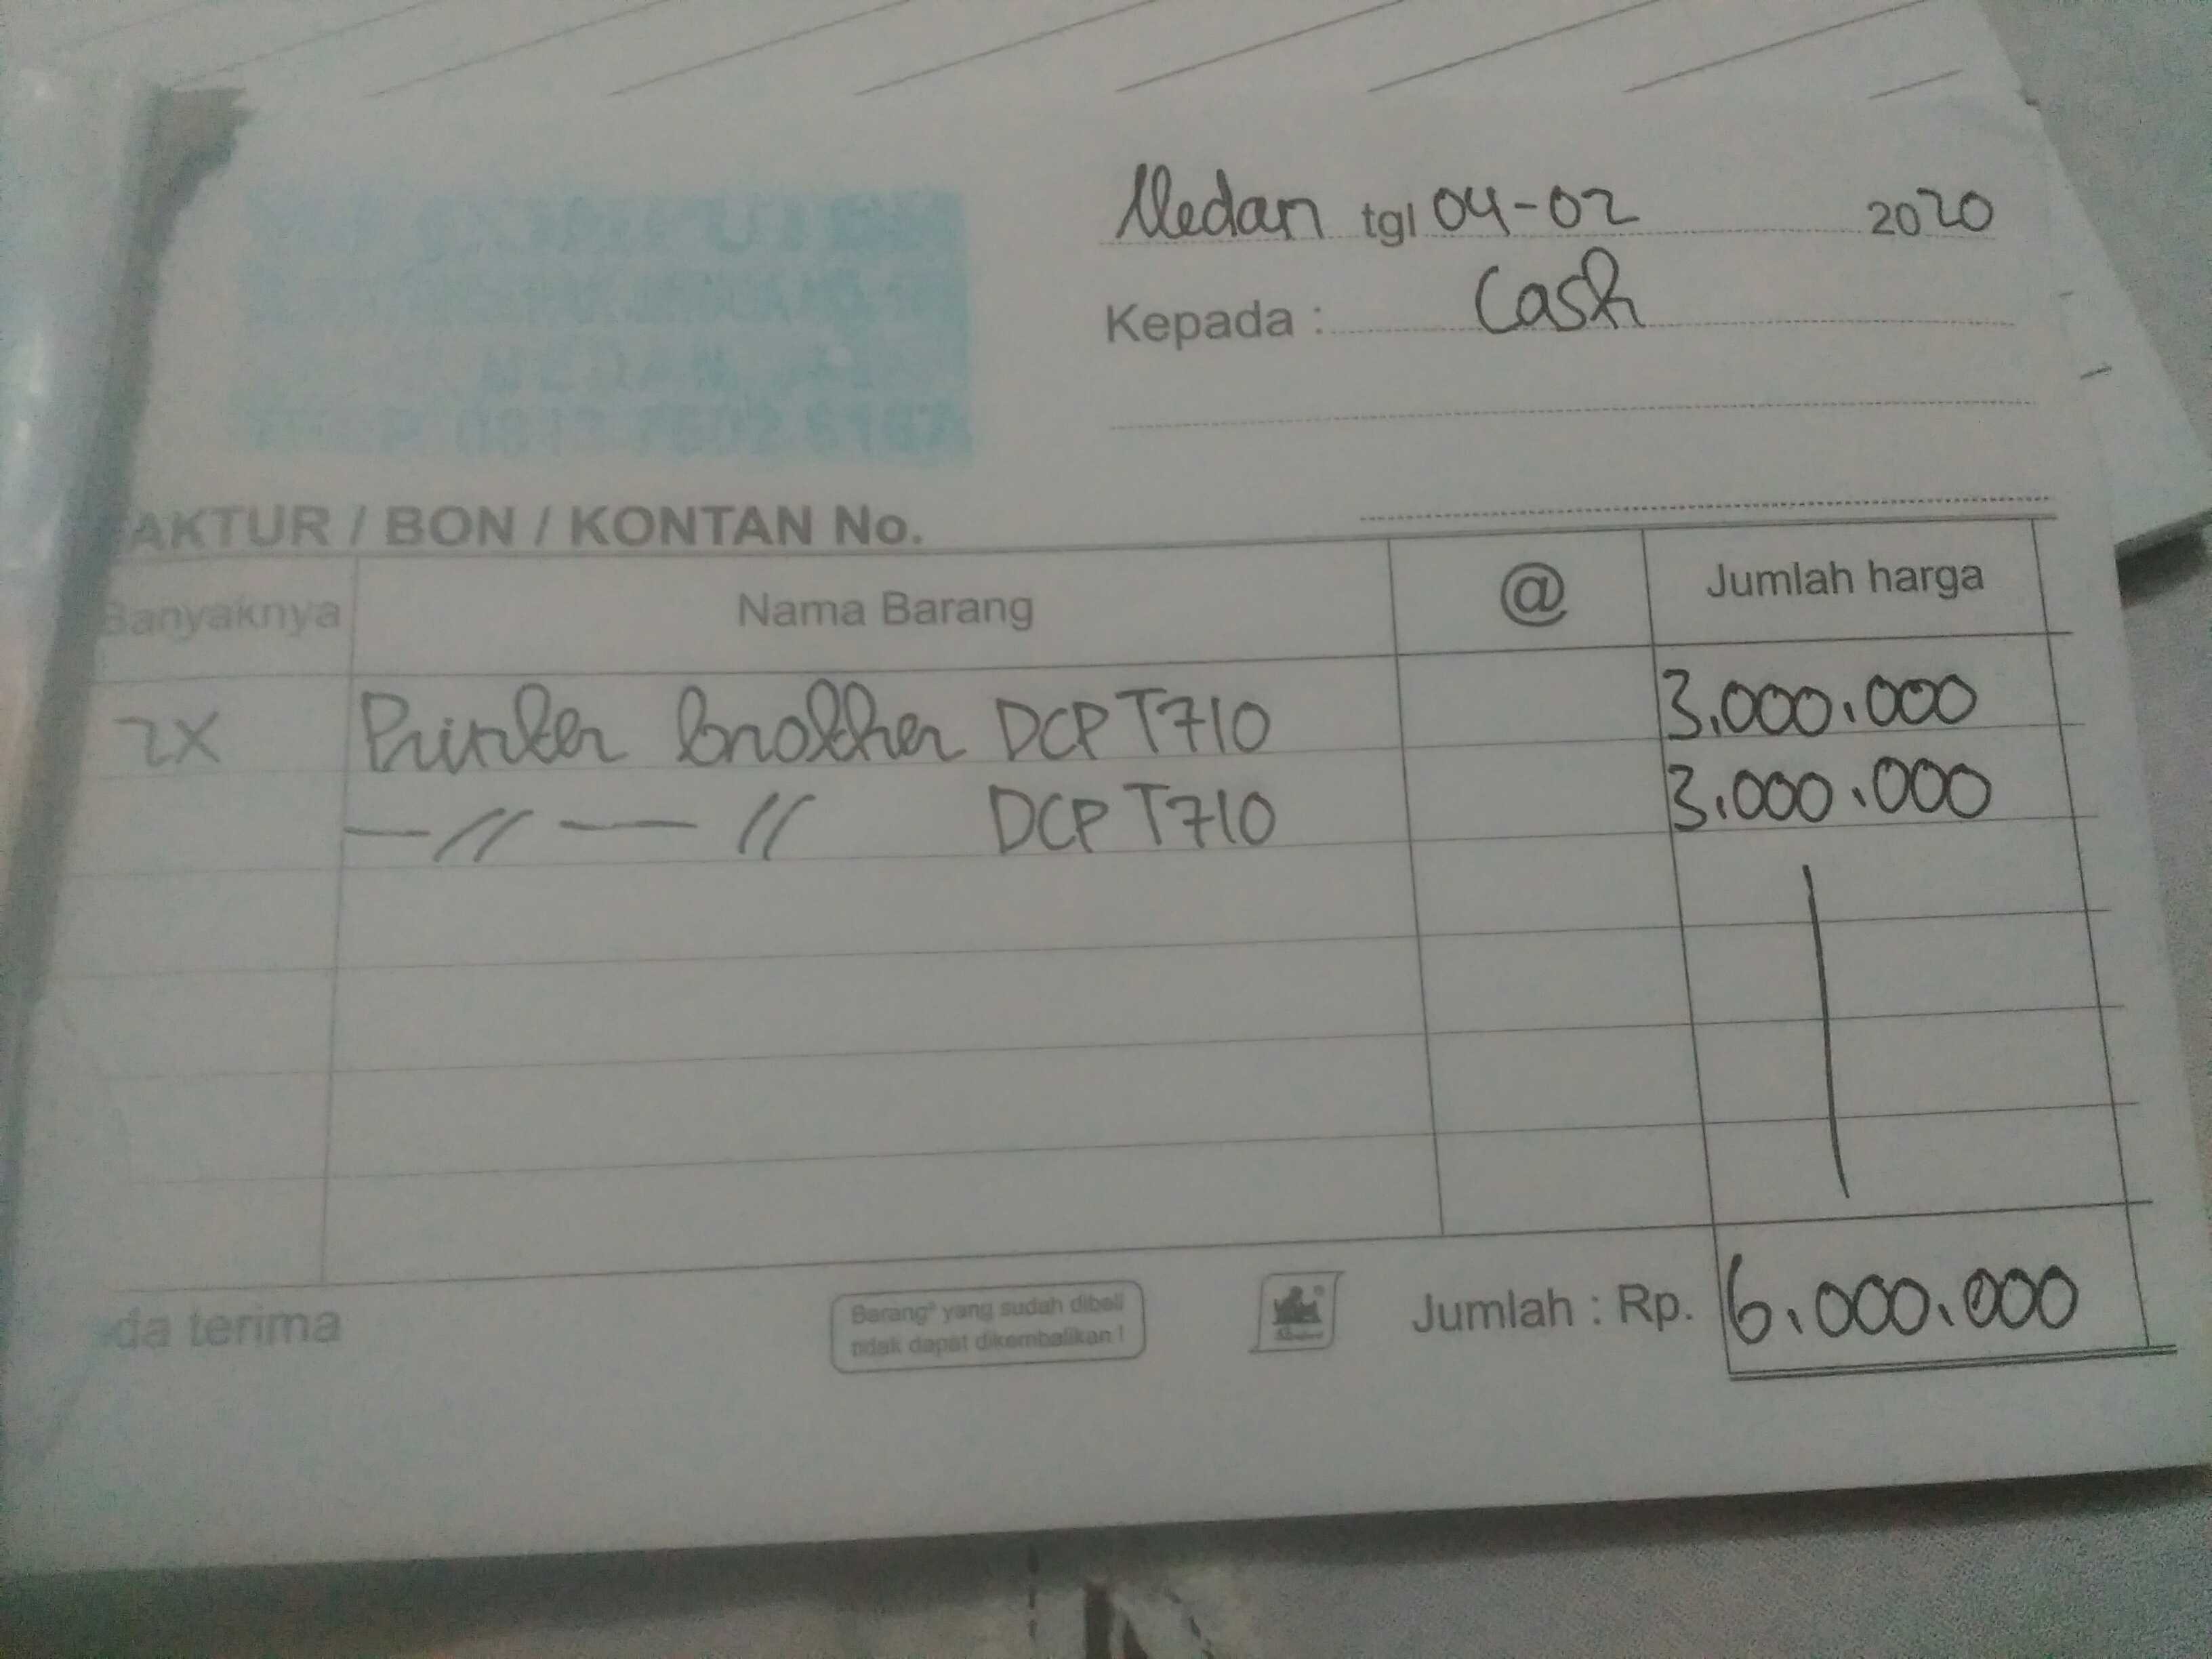 Medan tgl 04-02 2020
Kepada : Cash
MEDAN
AKTUR / BON / KONTAN No.
Banyaknya Nama Barang @ Jumlah harga
2X Printer brother DCP T710 3.000.000
—〃—〃 DCP T710 3.000.000
da terima
Barang² yang sudah dibeli
tidak dapat dikembalikan !
Jumlah : Rp. 6.000.000